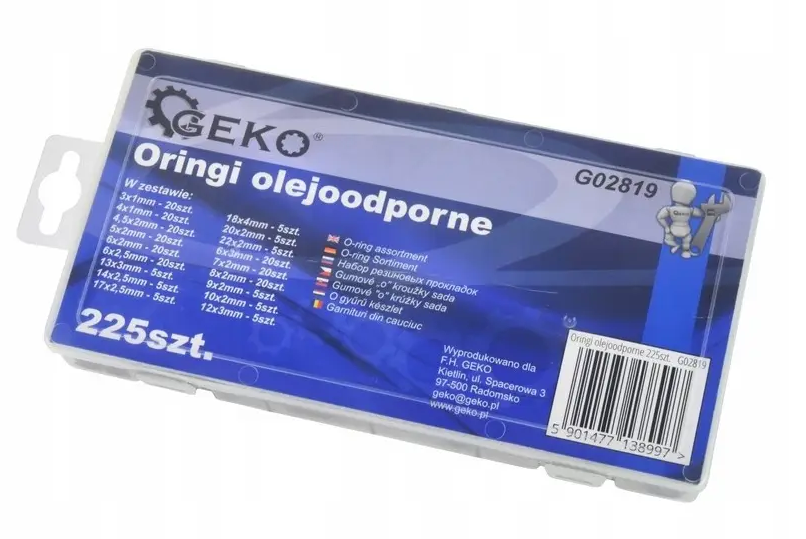 GEKO®
Oringi olejoodporne
G02819
W zestawie:
3x1mm - 20szt.
4x1mm - 20szt.
4,5x2mm - 20szt.
5x2mm - 20szt.
6x2mm - 20szt.
6x2,5mm - 20szt.
13x3mm - 5szt.
14x2,5mm - 5szt.
17x2,5mm - 5szt.
18x4mm - 5szt.
20x2mm - 5szt.
22x2mm - 5szt.
6x3mm - 20szt.
7x2mm - 20szt.
8x2mm - 20szt.
9x2mm - 5szt.
10x2mm - 5szt.
12x3mm - 5szt.
O-ring assortment
O-ring Sortiment
Набор резиновых прокладок
Gumové „o" kroužky sada
Gumové "o" krúžky sada
O gyűrű készlet
Garnituri din cauciuc
225szt.
Wyprodukowano dla
F.H. GEKO
Kietlin, ul. Spacerowa 3
97-500 Radomsko
geko@geko.pl
www.geko.pl
Oringi olejoodporne 225szt. G02819
5 901477 138997 >